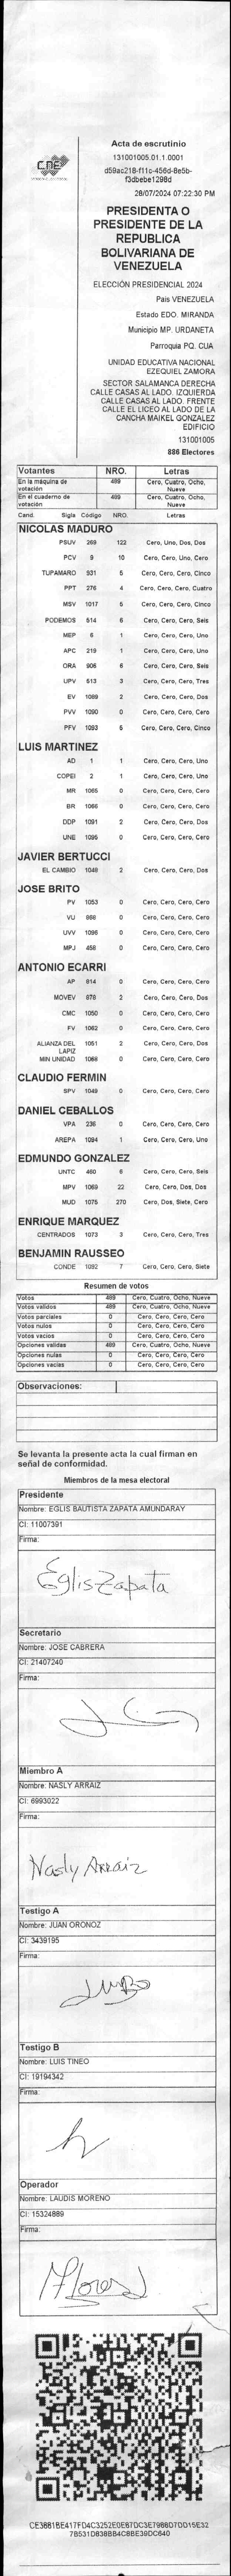 CNE
Acta de escrutinio
131001005.01.1.0001
d59ac218-f11c-456d-8e5b-
f3dbebe1298d
28/07/2024 07:22:30 PM
PRESIDENTA O
PRESIDENTE DE LA
REPUBLICA
BOLIVARIANA DE
VENEZUELA
ELECCIÓN PRESIDENCIAL 2024
Pais VENEZUELA
Estado EDO. MIRANDA
Municipio MP. URDANETA
Parroquia PQ. CUA
UNIDAD EDUCATIVA NACIONAL
EZEQUIEL ZAMORA
SECTOR SALAMANCA DERECHA
CALLE CASAS AL LADO. IZQUIERDA
CALLE CASAS AL LADO. FRENTE
CALLE EL LICEO AL LADO DE LA
CANCHA MAIKEL GONZALEZ
EDIFICIO
131001005
886 Electores
Votantes NRO. Letras
En la máquina de votación 489 Cero, Cuatro, Ocho, Nueve
En el cuaderno de votación 489 Cero, Cuatro, Ocho, Nueve
Cand. Sigla Código NRO. Letras
NICOLAS MADURO
PSUV 269 122 Cero, Uno, Dos, Dos
PCV 9 10 Cero, Cero, Uno, Cero
TUPAMARO 931 5 Cero, Cero, Cero, Cinco
PPT 276 4 Cero, Cero, Cero, Cuatro
MSV 1017 5 Cero, Cero, Cero, Cinco
PODEMOS 514 6 Cero, Cero, Cero, Seis
MEP 6 1 Cero, Cero, Cero, Uno
APC 219 1 Cero, Cero, Cero, Uno
ORA 906 6 Cero, Cero, Cero, Seis
UPV 513 3 Cero, Cero, Cero, Tres
EV 1089 2 Cero, Cero, Cero, Dos
PVV 1090 0 Cero, Cero, Cero, Cero
PFV 1093 5 Cero, Cero, Cero, Cinco
LUIS MARTINEZ
AD 1 1 Cero, Cero, Cero, Uno
COPEI 2 1 Cero, Cero, Cero, Uno
MR 1065 0 Cero, Cero, Cero, Cero
BR 1066 0 Cero, Cero, Cero, Cero
DDP 1091 2 Cero, Cero, Cero, Dos
UNE 1095 0 Cero, Cero, Cero, Cero
JAVIER BERTUCCI
EL CAMBIO 1048 2 Cero, Cero, Cero, Dos
JOSE BRITO
PV 1053 0 Cero, Cero, Cero, Cero
VU 868 0 Cero, Cero, Cero, Cero
UVV 1096 0 Cero, Cero, Cero, Cero
MPJ 458 0 Cero, Cero, Cero, Cero
ANTONIO ECARRI
AP 814 0 Cero, Cero, Cero, Cero
MOVEV 878 2 Cero, Cero, Cero, Dos
CMC 1050 0 Cero, Cero, Cero, Cero
FV 1062 0 Cero, Cero, Cero, Cero
ALIANZA DEL LAPIZ 1051 2 Cero, Cero, Cero, Dos
MIN UNIDAD 1068 0 Cero, Cero, Cero, Cero
CLAUDIO FERMIN
SPV 1049 0 Cero, Cero, Cero, Cero
DANIEL CEBALLOS
VPA 236 0 Cero, Cero, Cero, Cero
AREPA 1094 1 Cero, Cero, Cero, Uno
EDMUNDO GONZALEZ
UNTC 460 6 Cero, Cero, Cero, Seis
MPV 1069 22 Cero, Cero, Dos, Dos
MUD 1075 270 Cero, Dos, Siete, Cero
ENRIQUE MARQUEZ
CENTRADOS 1073 3 Cero, Cero, Cero, Tres
BENJAMIN RAUSSEO
CONDE 1092 7 Cero, Cero, Cero, Siete
Resumen de votos
Votos 489 Cero, Cuatro, Ocho, Nueve
Votos validos 489 Cero, Cuatro, Ocho, Nueve
Votos parciales 0 Cero, Cero, Cero, Cero
Votos nulos 0 Cero, Cero, Cero, Cero
Votos vacios 0 Cero, Cero, Cero, Cero
Opciones validas 489 Cero, Cuatro, Ocho, Nueve
Opciones nulas 0 Cero, Cero, Cero, Cero
Opciones vacias 0 Cero, Cero, Cero, Cero
Observaciones:
Se levanta la presente acta la cual firman en
señal de conformidad.
Miembros de la mesa electoral
Presidente
Nombre: EGLIS BAUTISTA ZAPATA AMUNDARAY
CI: 11007391
Firma:
Eglis Zapata
Secretario
Nombre: JOSE CABRERA
CI: 21407240
Firma:
Miembro A
Nombre: NASLY ARRAIZ
CI: 6993022
Firma:
Nasly Arraiz
Testigo A
Nombre: JUAN ORONOZ
CI: 3439195
Firma:
Testigo B
Nombre: LUIS TINEO
CI: 19194342
Firma:
Operador
Nombre: LAUDIS MORENO
CI: 15324889
Firma:
CE3881BE417FD4C3252E0E87DC3E7988D7DD15E32
7B531D838BB4C8BE39DC640